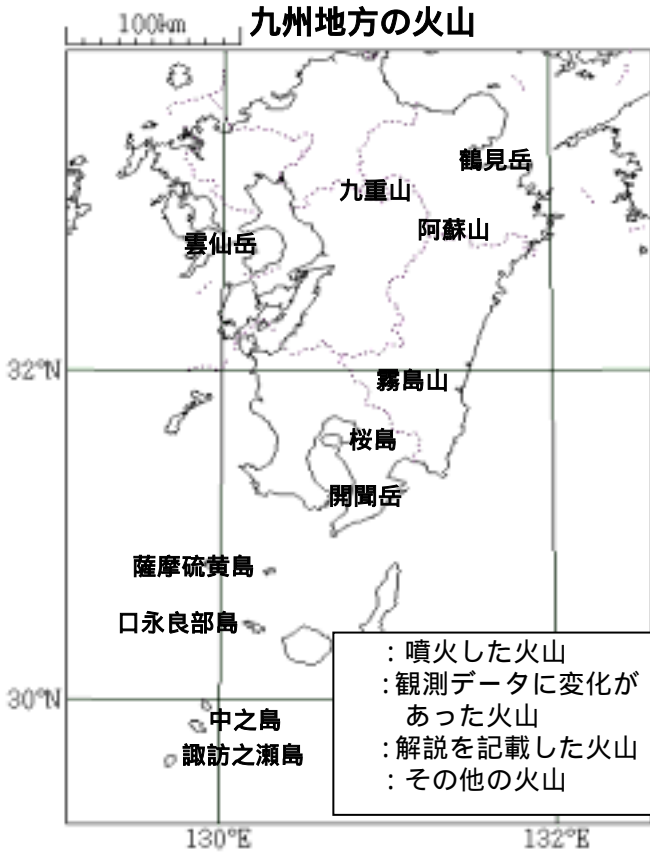 100km
九州地方の火山
鶴見岳
九重山
阿蘇山
雲仙岳
32°N
霧島山
桜島
開聞岳
薩摩硫黄島
口永良部島
:噴火した火山
:観測データに変化が
あった火山
:解説を記載した火山
:その他の火山
30°N
中之島
諏訪之瀬島
130°E
132°E